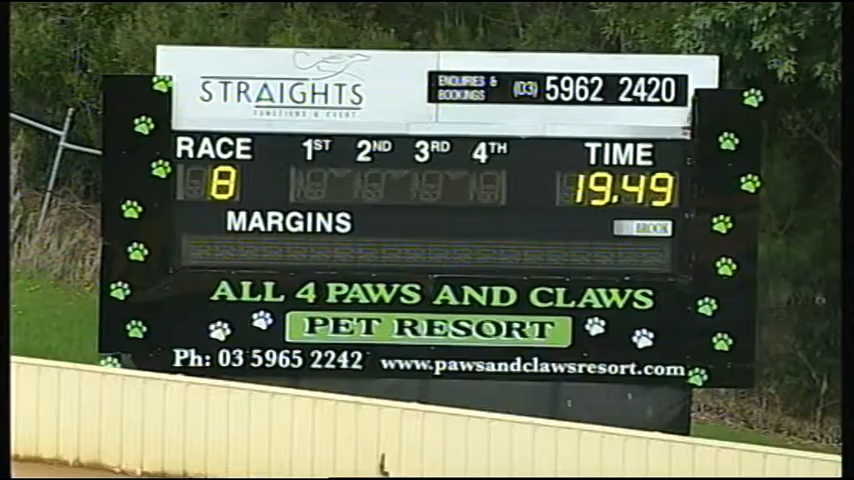 STRAIGHTS
FUNCTIONS & EVENTS
ENQUIRIES & BOOKINGS (03) 5962 2420
RACE 1ST 2ND 3RD 4TH TIME
8 19.49
MARGINS
BROOK
ALL 4 PAWS AND CLAWS
PET RESORT
Ph: 03 5965 2242 www.pawsandclawsresort.com